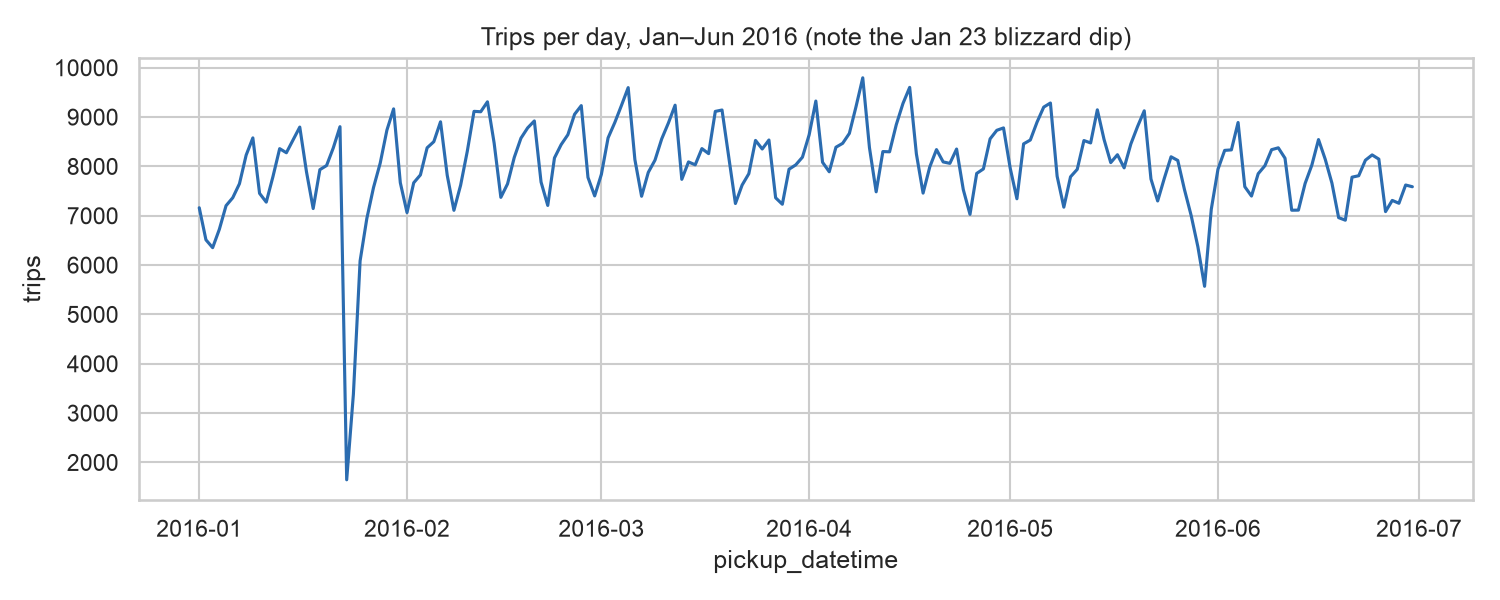 Trips per day, Jan–Jun 2016 (note the Jan 23 blizzard dip)
10000
9000
8000
7000
6000
5000
4000
3000
2000
trips
2016-01 2016-02 2016-03 2016-04 2016-05 2016-06 2016-07
pickup_datetime